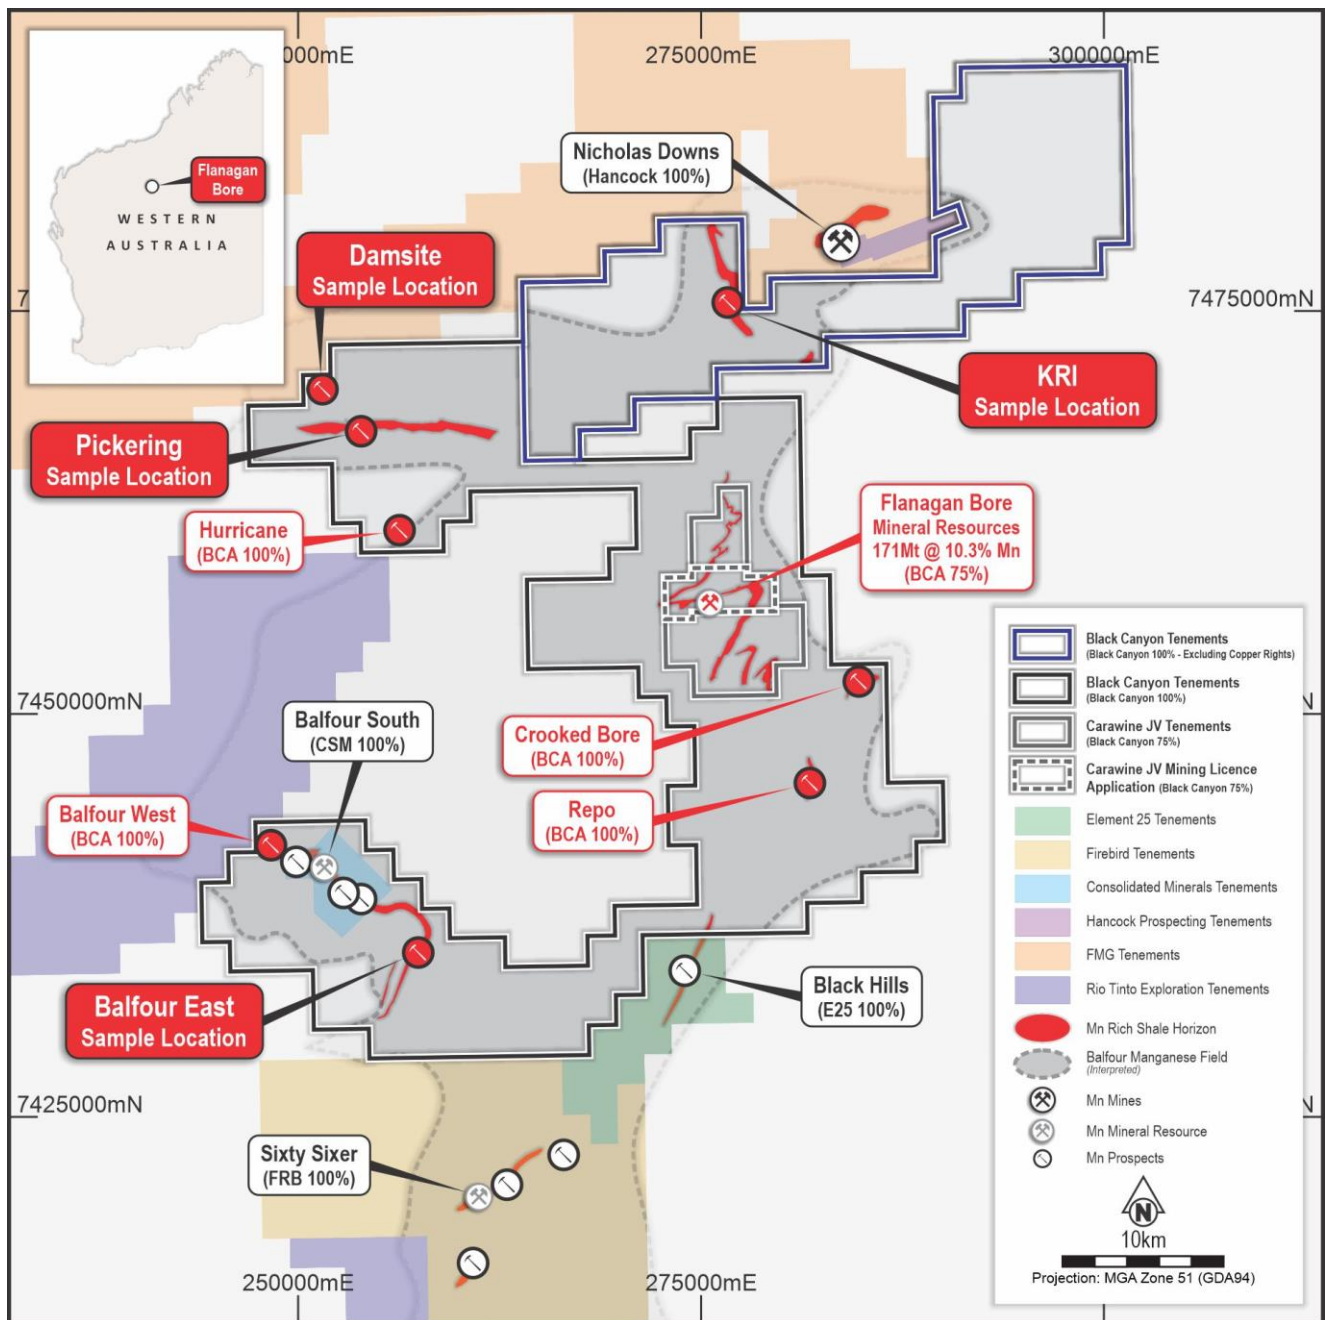 000mE
275000mE
300000mE
Flanagan
Bore
WESTERN
AUSTRALIA
Nicholas Downs
(Hancock 100%)
Damsite
Sample Location
7
7475000mN
KRI
Sample Location
Pickering
Sample Location
Hurricane
(BCA 100%)
Flanagan Bore
Mineral Resources
171Mt @ 10.3% Mn
(BCA 75%)
7450000mN
N
Balfour South
(CSM 100%)
Crooked Bore
(BCA 100%)
Balfour West
(BCA 100%)
Repo
(BCA 100%)
Balfour East
Sample Location
Black Hills
(E25 100%)
7425000mN
N
Sixty Sixer
(FRB 100%)
250000mE
275000mE
Black Canyon Tenements
(Black Canyon 100% - Excluding Copper Rights)
Black Canyon Tenements
(Black Canyon 100%)
Carawine JV Tenements
(Black Canyon 75%)
Carawine JV Mining Licence
Application (Black Canyon 75%)
Element 25 Tenements
Firebird Tenements
Consolidated Minerals Tenements
Hancock Prospecting Tenements
FMG Tenements
Rio Tinto Exploration Tenements
Mn Rich Shale Horizon
Balfour Manganese Field
(Interpreted)
Mn Mines
Mn Mineral Resource
Mn Prospects
N
10km
Projection: MGA Zone 51 (GDA94)